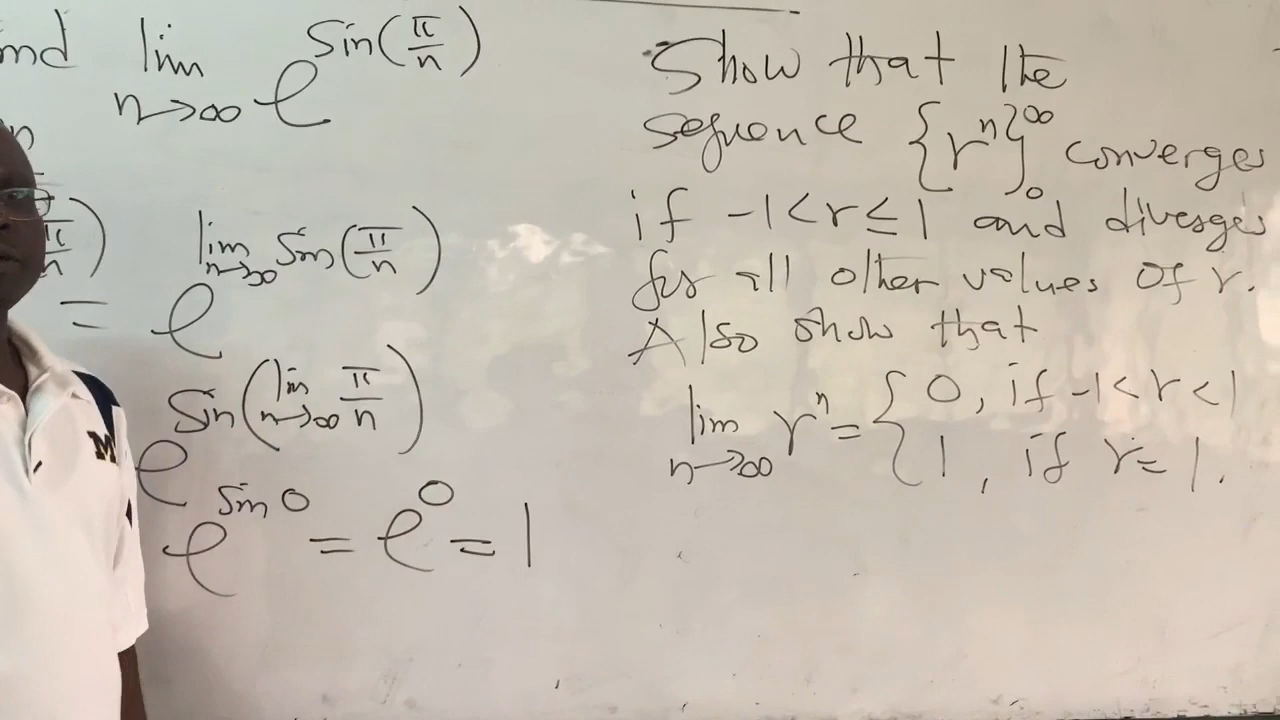 nd lim n→∞ e^{sin(π/n)}
n
π/n)
= e^{lim n→∞ Sin(π/n)}
e^{Sin(lim n→∞ π/n)}
e^{Sin 0} = e^0 = 1
Show that the
sequence {r^n}_0^∞ converges
if -1<r≤1 and diverges
for all other values of r.
Also show that
lim n→∞ r^n = { 0, if -1<r<1
1, if r=1.
M